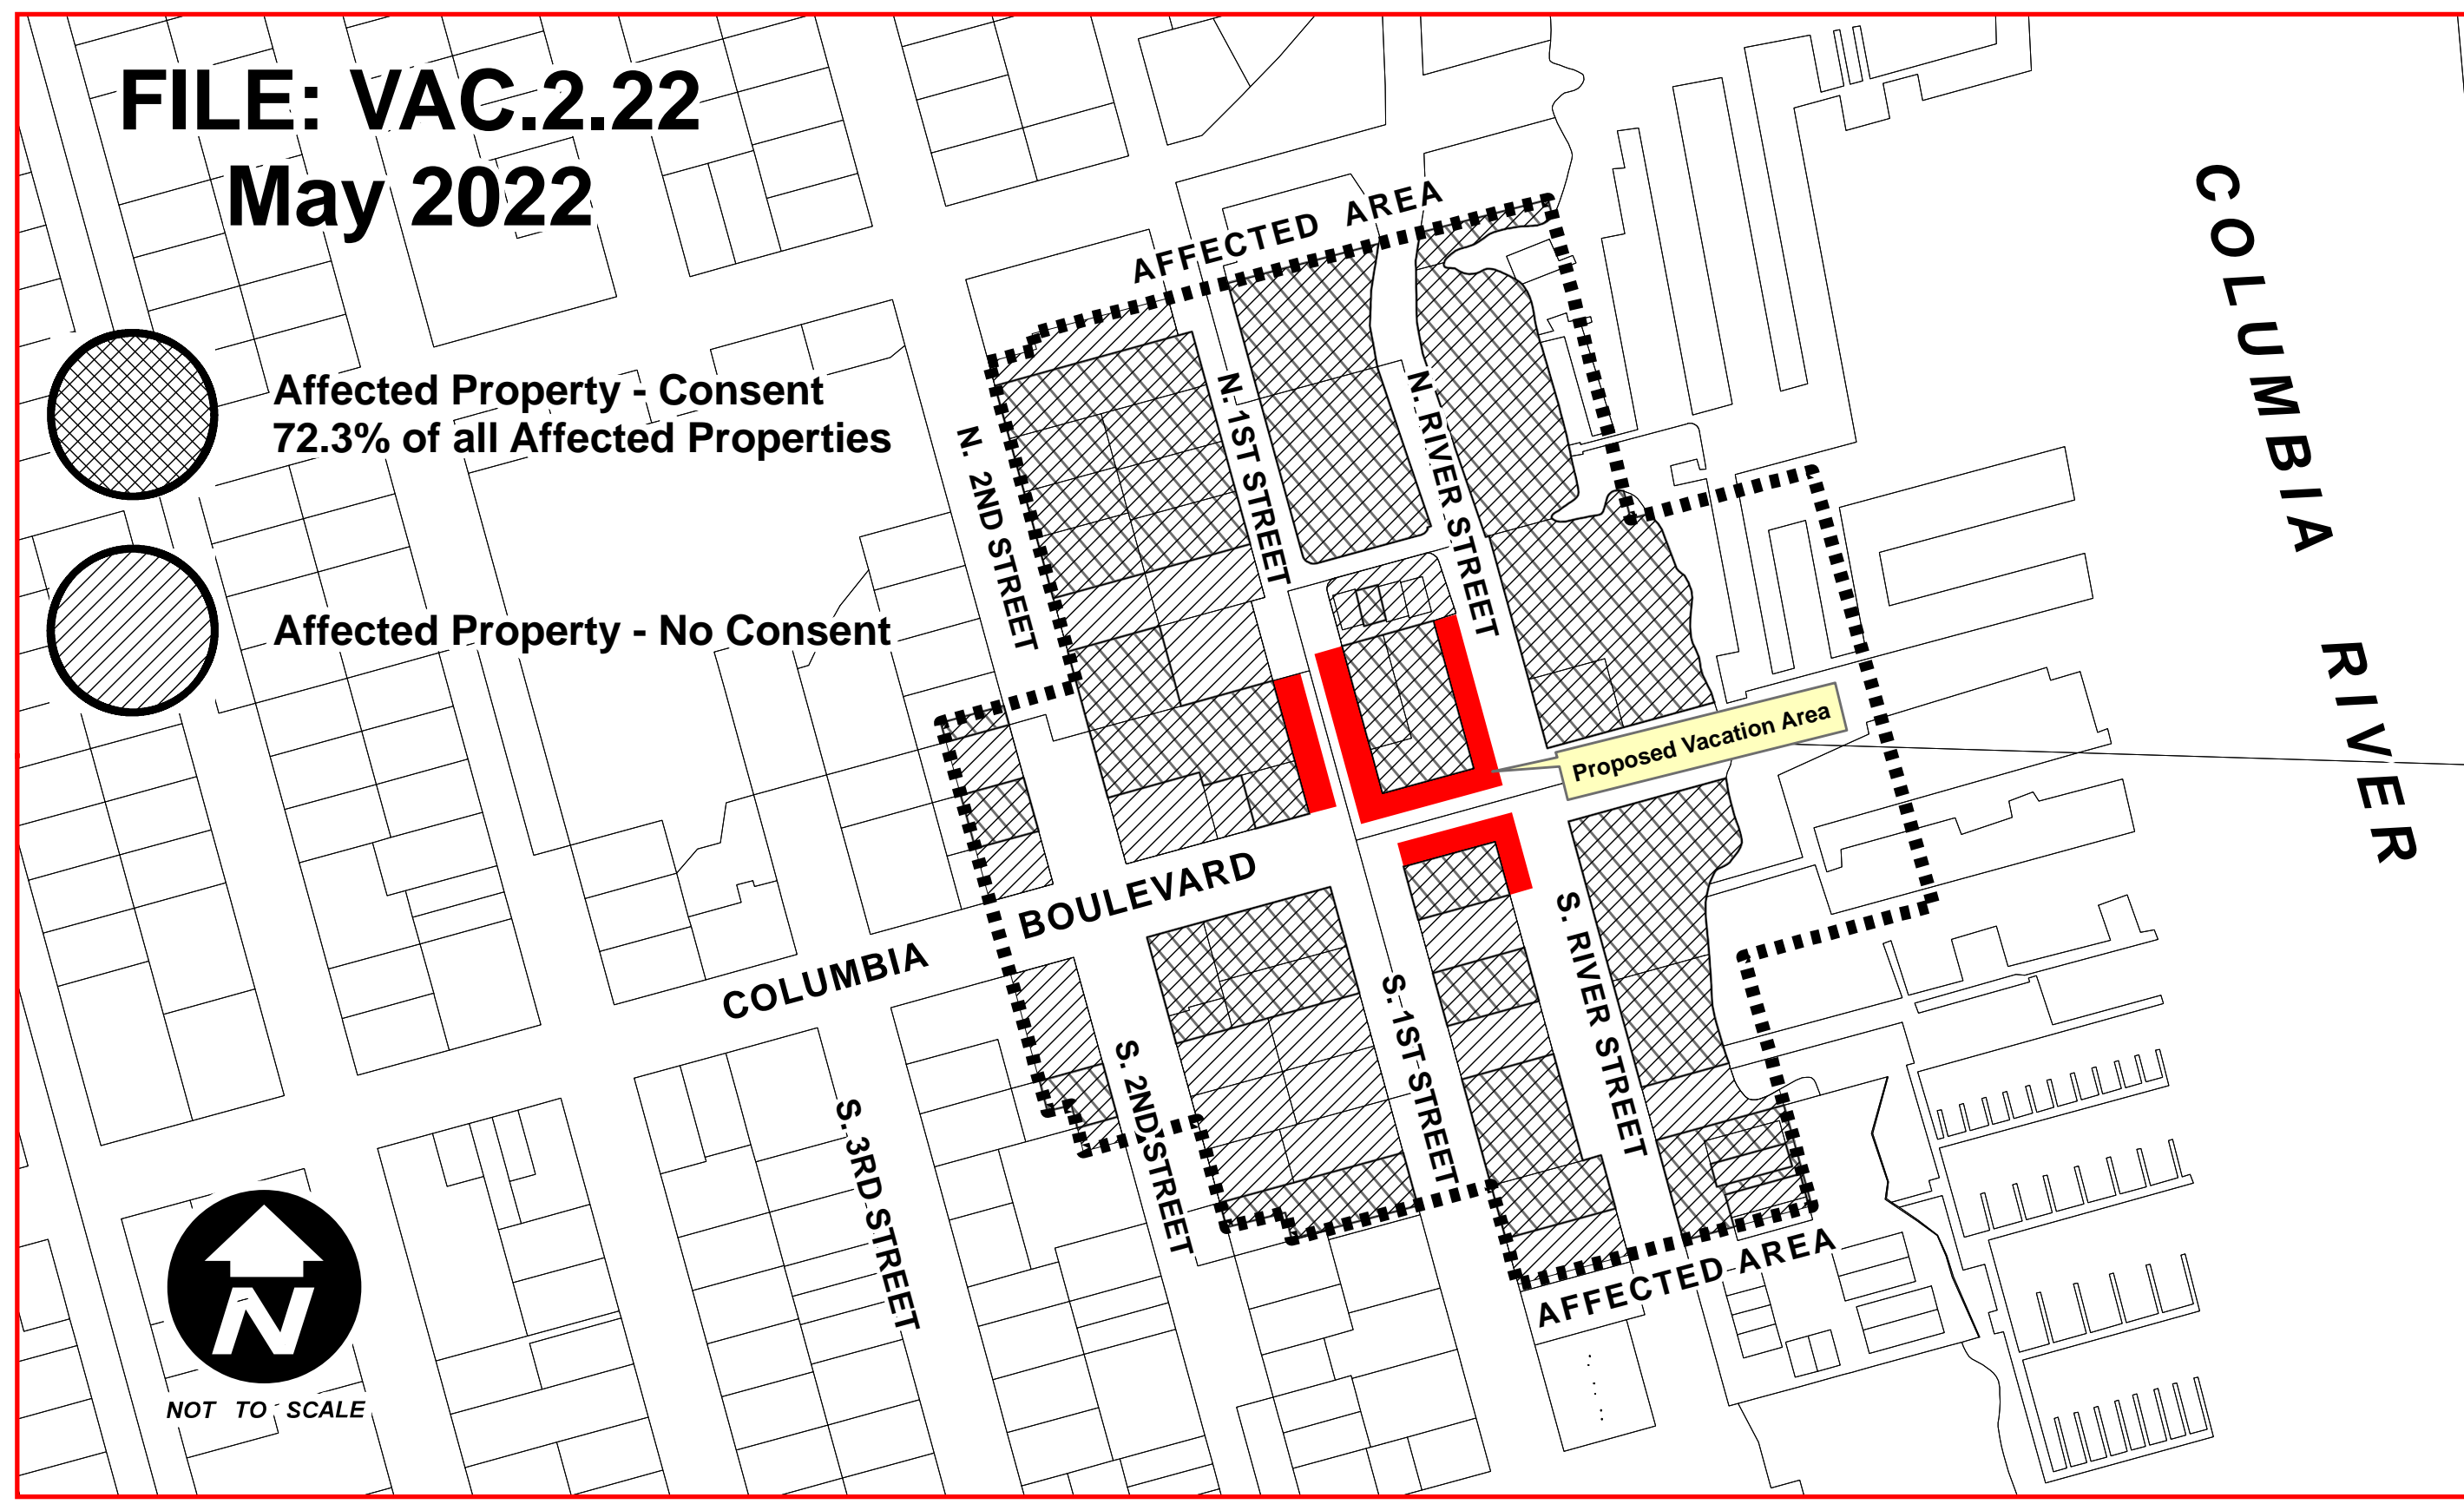 FILE: VAC.2.22
May 2022
Affected Property - Consent
72.3% of all Affected Properties
Affected Property - No Consent
AFFECTED AREA
N. 2ND STREET
N. 1ST STREET
N. RIVER STREET
COLUMBIA RIVER
Proposed Vacation Area
COLUMBIA BOULEVARD
S. 3RD STREET
S. 2ND STREET
S. 1ST STREET
S. RIVER STREET
AFFECTED AREA
N
NOT TO SCALE